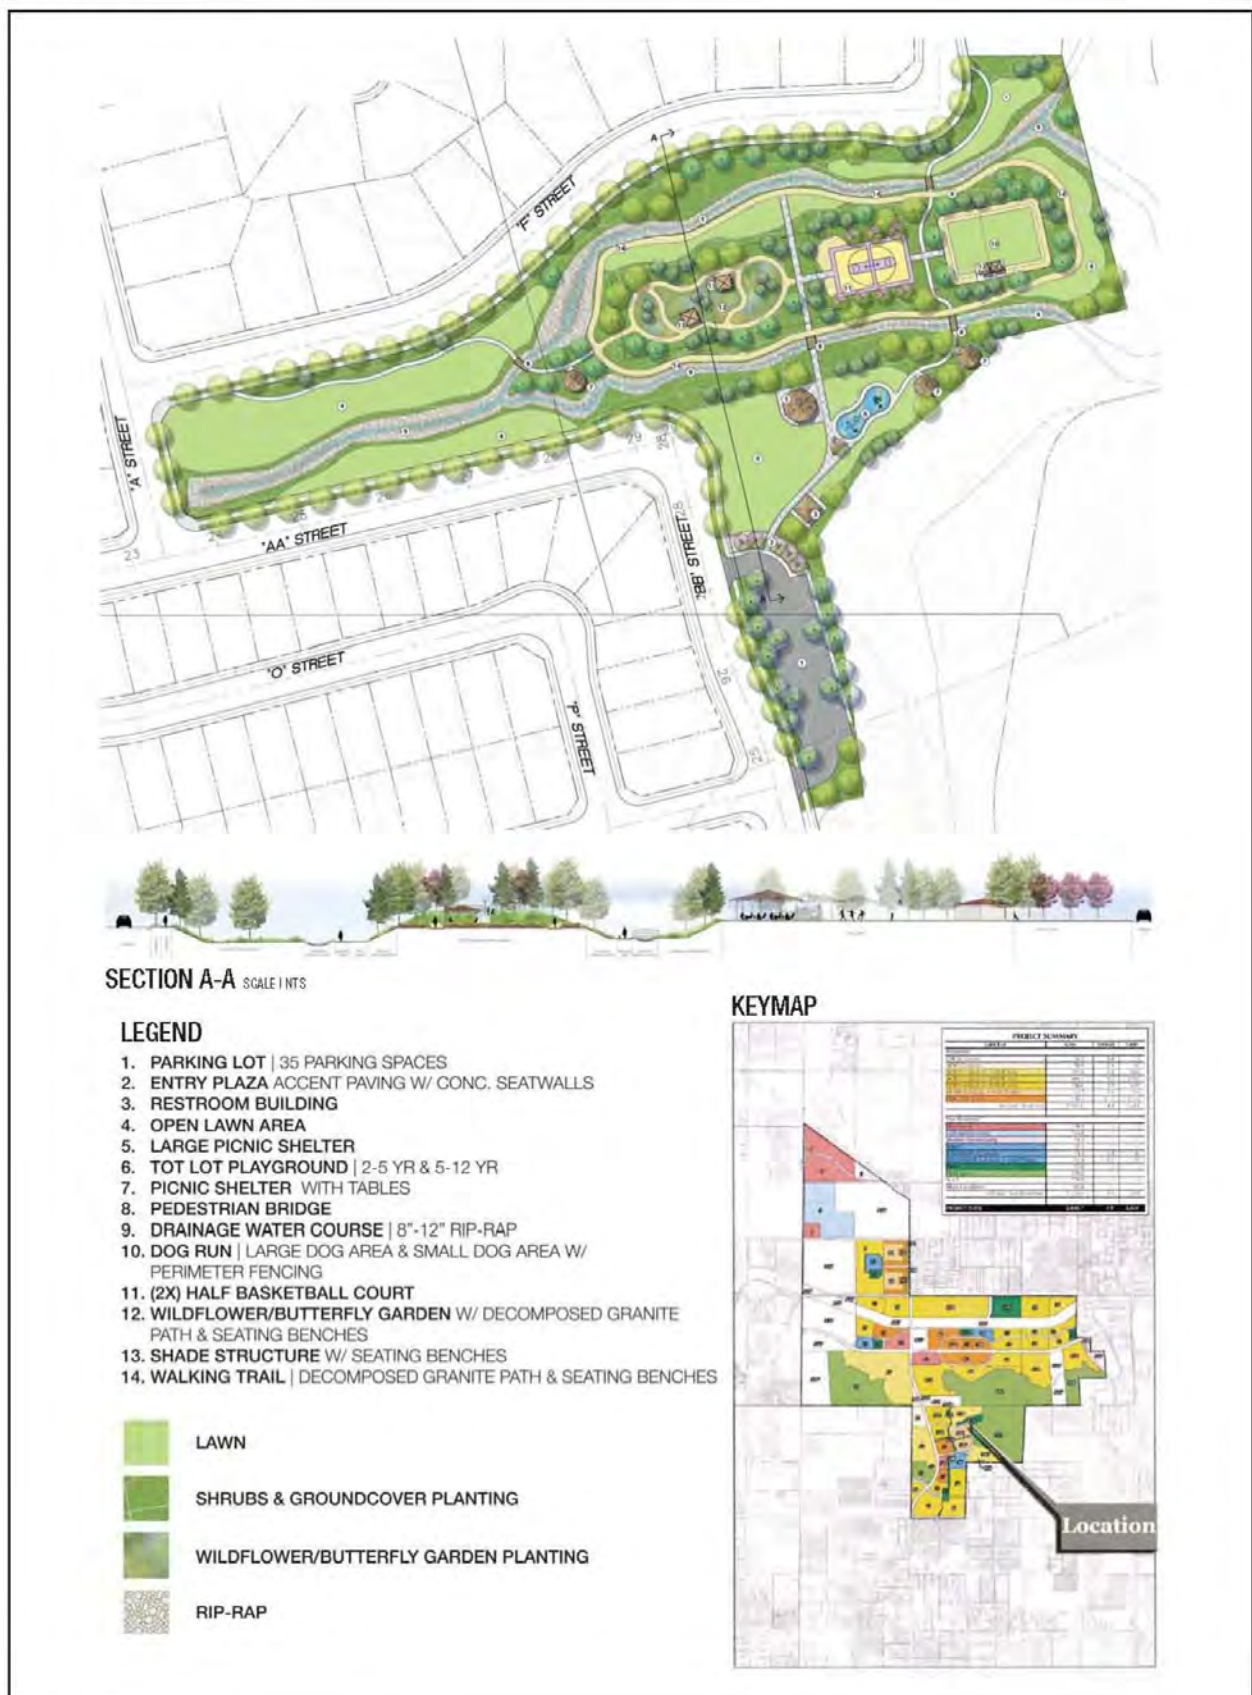 "F" STREET
A
"A" STREET
"AA" STREET
"BB" STREET
"O" STREET
"P" STREET
23
29
28
28
26
25
SECTION A-A SCALE | NTS
LEGEND
1. PARKING LOT | 35 PARKING SPACES
2. ENTRY PLAZA ACCENT PAVING W/ CONC. SEATWALLS
3. RESTROOM BUILDING
4. OPEN LAWN AREA
5. LARGE PICNIC SHELTER
6. TOT LOT PLAYGROUND | 2-5 YR & 5-12 YR
7. PICNIC SHELTER WITH TABLES
8. PEDESTRIAN BRIDGE
9. DRAINAGE WATER COURSE | 8"-12" RIP-RAP
10. DOG RUN | LARGE DOG AREA & SMALL DOG AREA W/
PERIMETER FENCING
11. (2X) HALF BASKETBALL COURT
12. WILDFLOWER/BUTTERFLY GARDEN W/ DECOMPOSED GRANITE
PATH & SEATING BENCHES
13. SHADE STRUCTURE W/ SEATING BENCHES
14. WALKING TRAIL | DECOMPOSED GRANITE PATH & SEATING BENCHES
LAWN
SHRUBS & GROUNDCOVER PLANTING
WILDFLOWER/BUTTERFLY GARDEN PLANTING
RIP-RAP
KEYMAP
PROJECT SUMMARY
Location